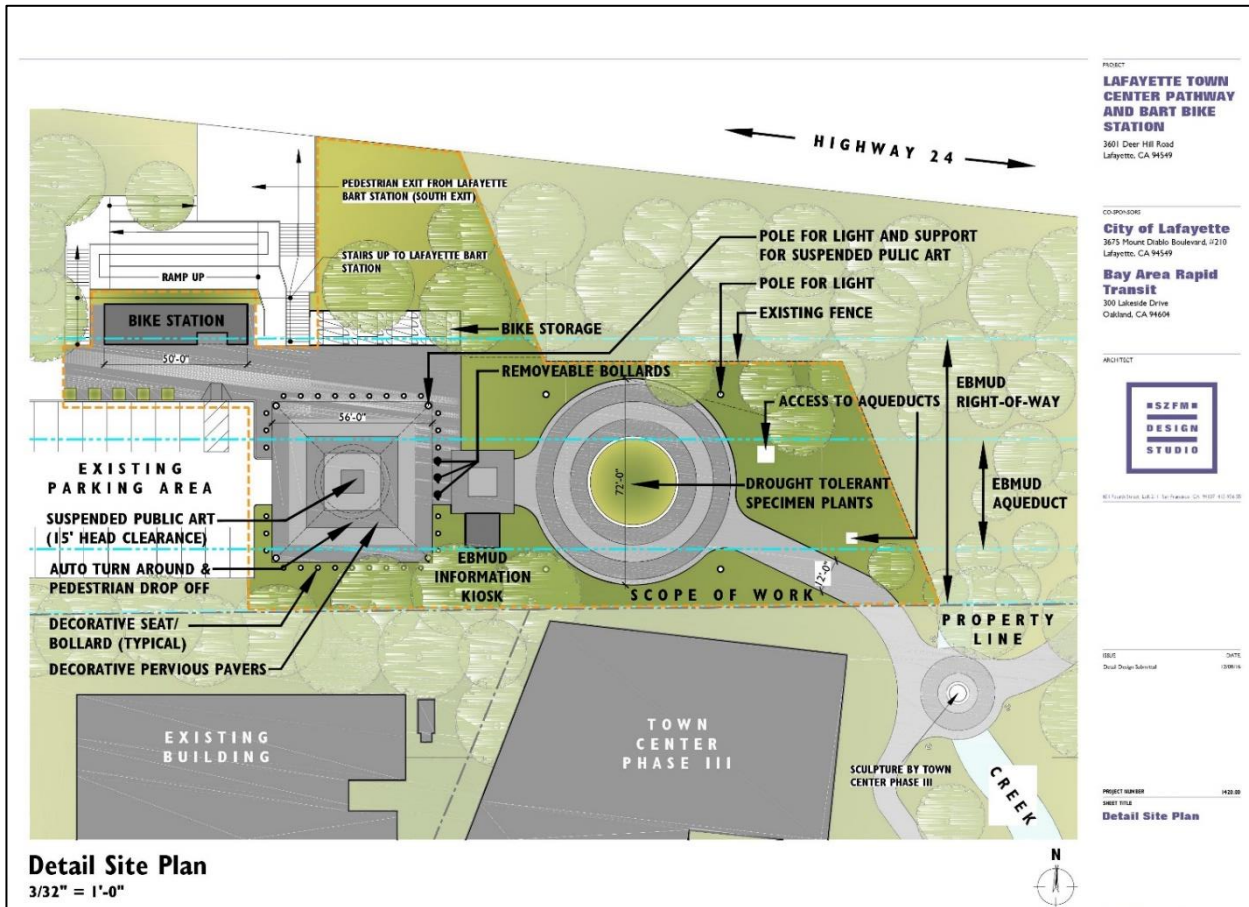 HIGHWAY 24
PEDESTRIAN EXIT FROM LAFAYETTE
BART STATION (SOUTH EXIT)
STAIRS UP TO LAFAYETTE BART
STATION
RAMP UP
BIKE STATION
50'-0"
BIKE STORAGE
POLE FOR LIGHT AND SUPPORT
FOR SUSPENDED PULIC ART
POLE FOR LIGHT
EXISTING FENCE
REMOVEABLE BOLLARDS
ACCESS TO AQUEDUCTS
EBMUD
RIGHT-OF-WAY
56'-0"
72'-0"
EXISTING
PARKING AREA
SUSPENDED PUBLIC ART
(15' HEAD CLEARANCE)
AUTO TURN AROUND &
PEDESTRIAN DROP OFF
DECORATIVE SEAT/
BOLLARD (TYPICAL)
DECORATIVE PERVIOUS PAVERS
EBMUD
INFORMATION
KIOSK
DROUGHT TOLERANT
SPECIMEN PLANTS
EBMUD
AQUEDUCT
12'-0"
SCOPE OF WORK
PROPERTY
LINE
EXISTING
BUILDING
TOWN
CENTER
PHASE III
SCULPTURE BY TOWN
CENTER PHASE III
CREEK
Detail Site Plan
3/32" = 1'-0"
N
PROJECT
LAFAYETTE TOWN
CENTER PATHWAY
AND BART BIKE
STATION
3601 Deer Hill Road
Lafayette, CA 94549
CO-SPONSORS
City of Lafayette
3675 Mount Diablo Boulevard, #210
Lafayette, CA 94549
Bay Area Rapid
Transit
300 Lakeside Drive
Oakland, CA 94604
ARCHITECT
SZFM
DESIGN
STUDIO
ISSUE DATE
Detail Design Submittal 12/08/16
PROJECT NUMBER 1420.00
SHEET TITLE
Detail Site Plan